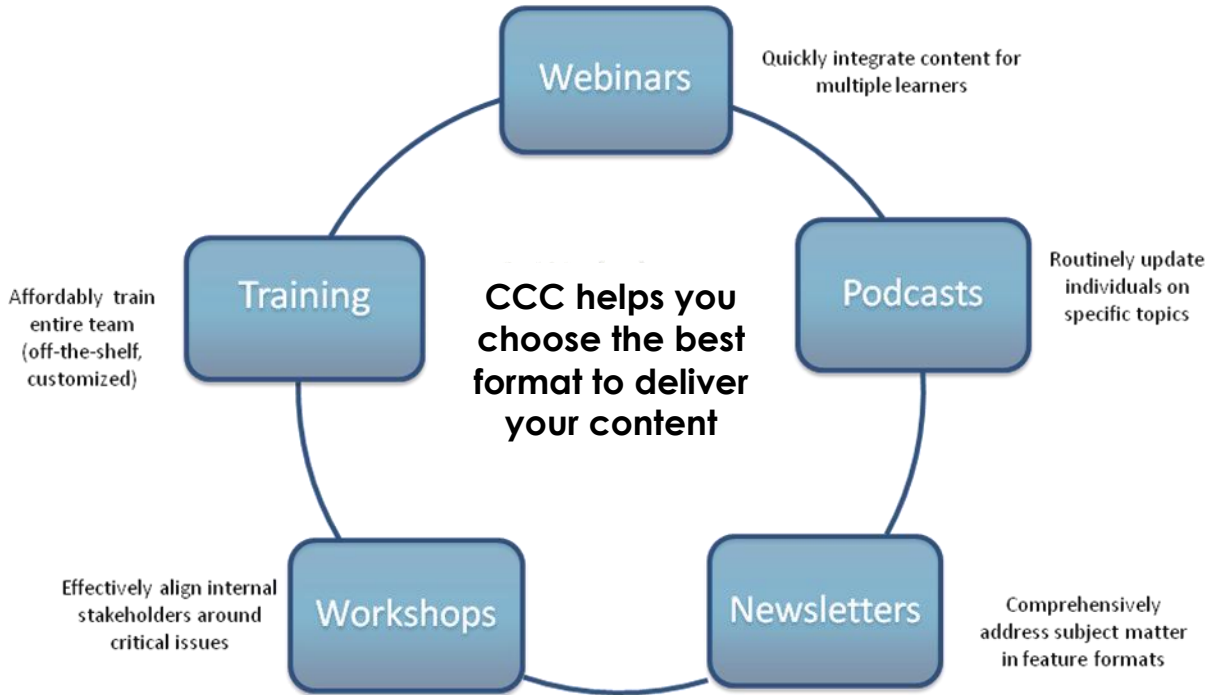 Webinars
Quickly integrate content for
multiple learners
Podcasts
Routinely update
individuals on
specific topics
Training
Affordably train
entire team
(off-the-shelf,
customized)
CCC helps you
choose the best
format to deliver
your content
Workshops
Effectively align internal
stakeholders around
critical issues
Newsletters
Comprehensively
address subject matter
in feature formats